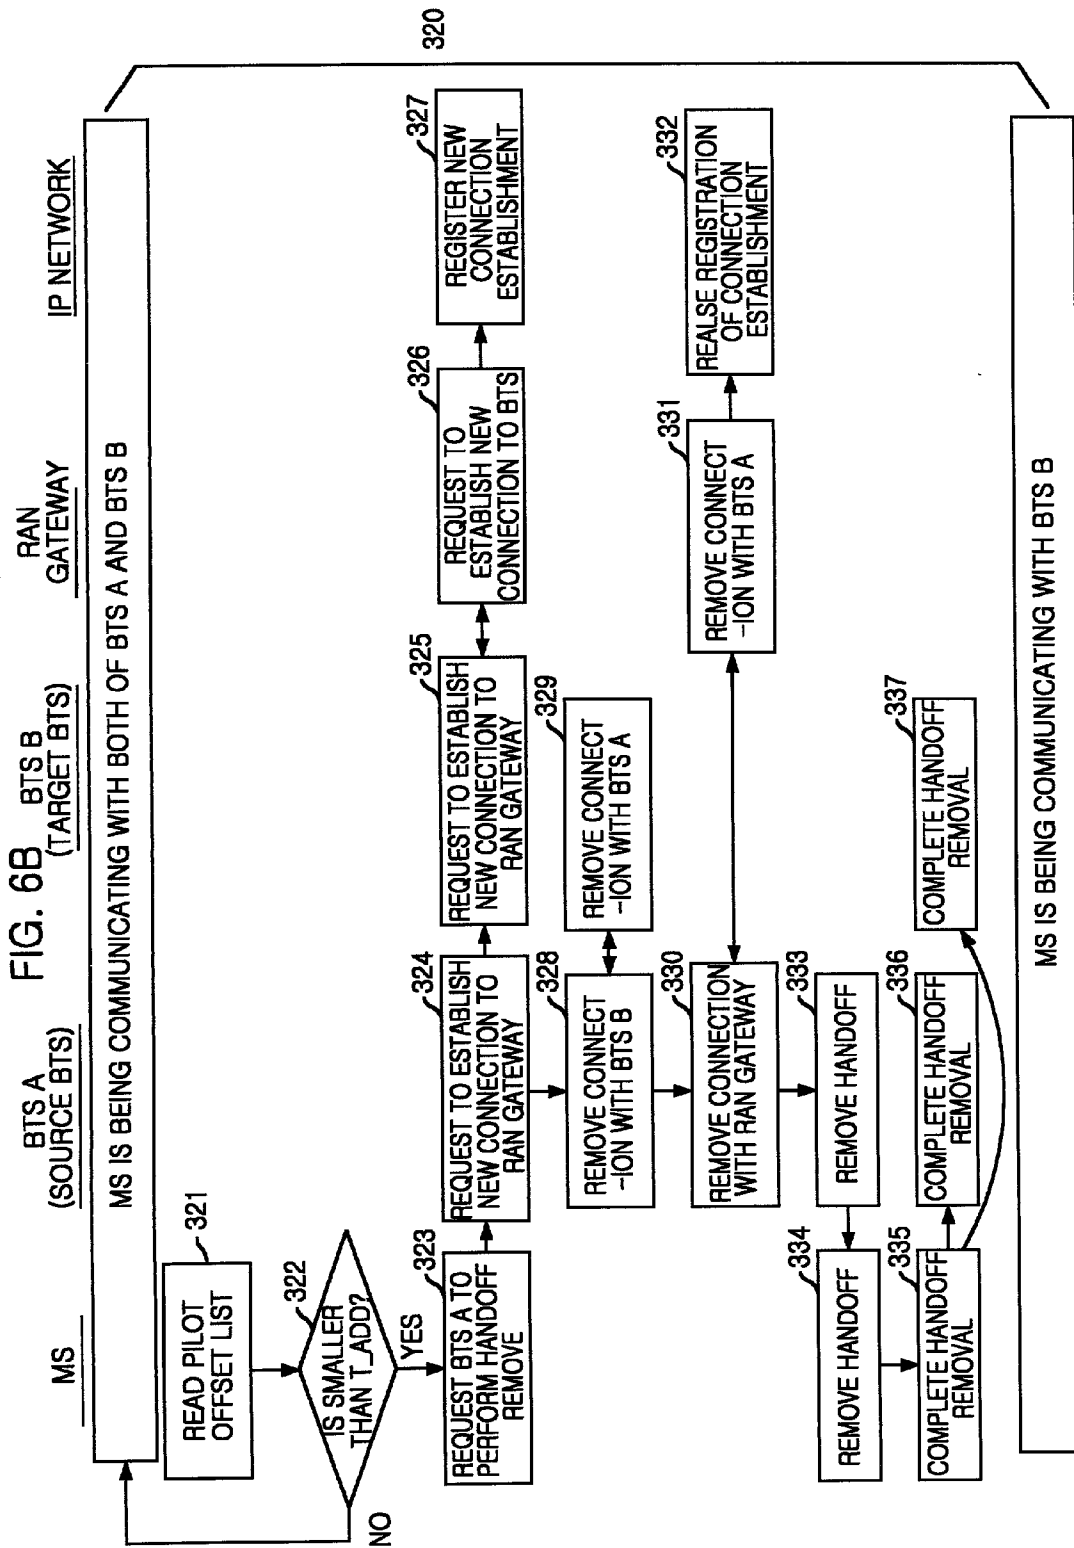 FIG. 6B
MS
BTS A
(SOURCE BTS)
BTS B
(TARGET BTS)
RAN
GATEWAY
IP NETWORK
MS IS BEING COMMUNICATING WITH BOTH OF BTS A AND BTS B
320
321
READ PILOT
OFFSET LIST
322
IS SMALLER
THAN T_ADD?
NO
YES
323
REQUEST BTS A TO
PERFORM HANDOFF
REMOVE
324
REQUEST TO ESTABLISH
NEW CONNECTION TO
RAN GATEWAY
325
REQUEST TO ESTABLISH
NEW CONNECTION TO
RAN GATEWAY
326
REQUEST TO
ESTABLISH NEW
CONNECTION TO BTS
327
REGISTER NEW
CONNECTION
ESTABLISHMENT
328
REMOVE CONNECT
-ION WITH BTS B
329
REMOVE CONNECT
-ION WITH BTS A
330
REMOVE CONNECTION
WITH RAN GATEWAY
331
REMOVE CONNECT
-ION WITH BTS A
332
REALSE REGISTRATION
OF CONNECTION
ESTABLISHMENT
333
REMOVE HANDOFF
334
REMOVE HANDOFF
335
COMPLETE HANDOFF
REMOVAL
336
COMPLETE HANDOFF
REMOVAL
337
COMPLETE HANDOFF
REMOVAL
MS IS BEING COMMUNICATING WITH BTS B